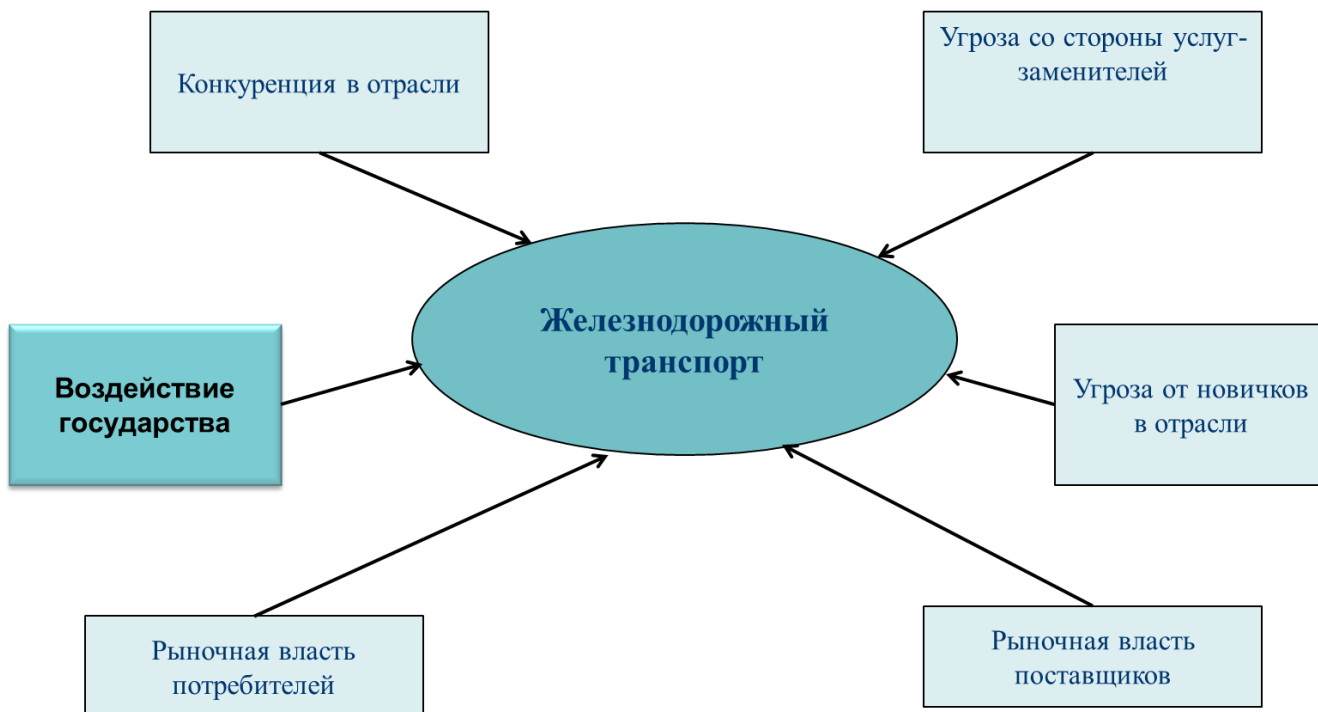 Конкуренция в отрасли
Угроза со стороны услуг-
заменителей
Железнодорожный
транспорт
Воздействие
государства
Угроза от новичков
в отрасли
Рыночная власть
потребителей
Рыночная власть
поставщиков